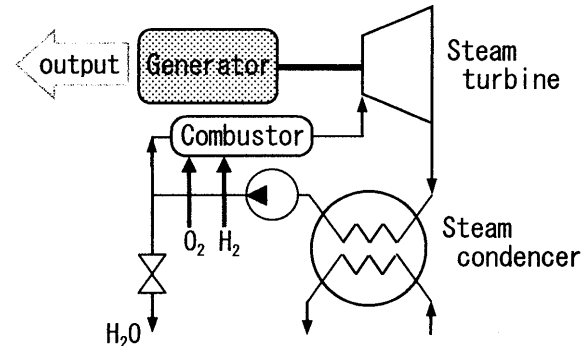 output
Generator
Steam
turbine
Combustor
O₂ H₂
Steam
condencer
H₂O